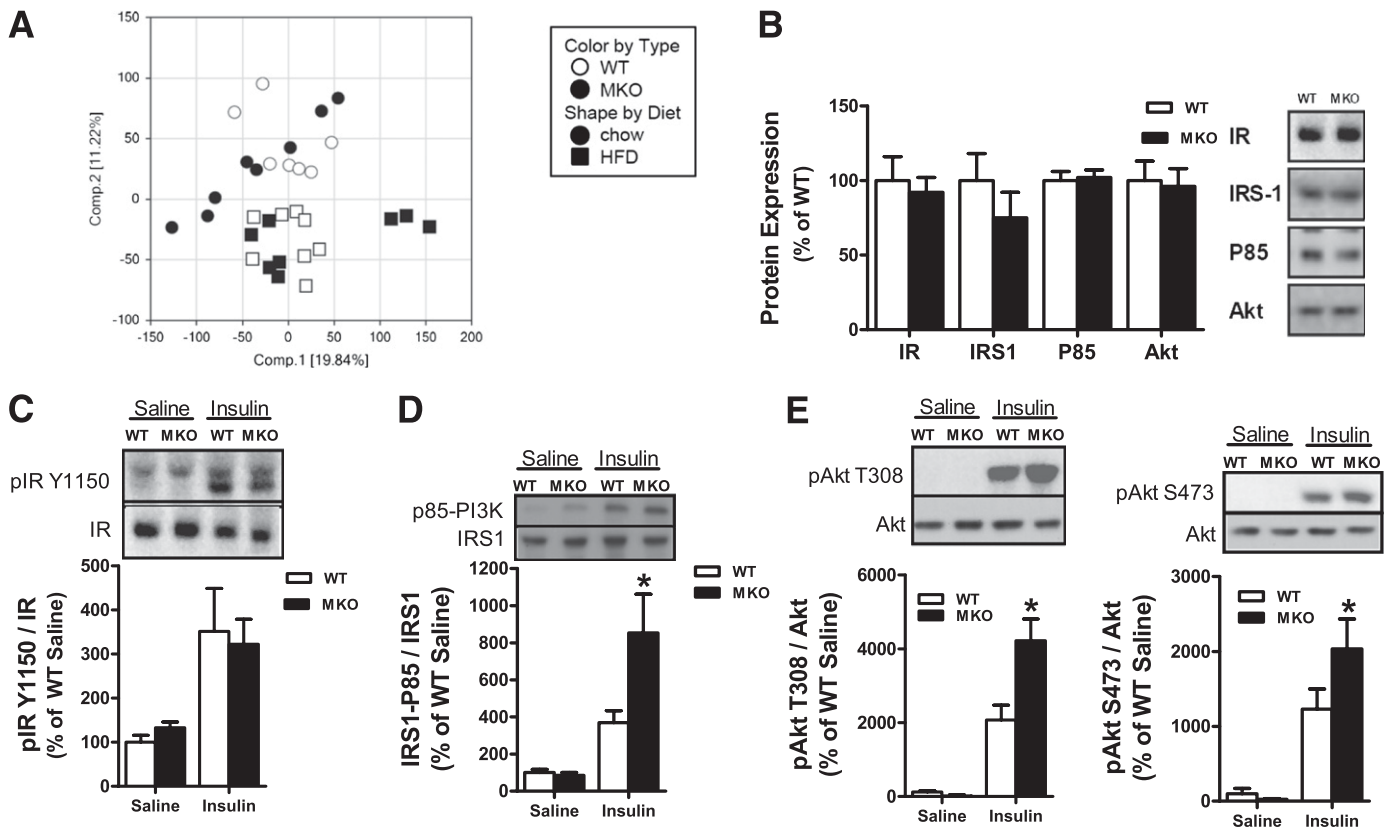 A
150
100
50
0
-50
-100
-150
-100
-50
0
50
100
150
200
Comp.2 [11.22%]
Comp.1 [19.84%]
Color by Type
WT
MKO
Shape by Diet
chow
HFD
B
150
100
50
0
Protein Expression
(% of WT)
WT
MKO
IR
IRS1
P85
Akt
WT MKO
IR
IRS-1
P85
Akt
C
Saline Insulin
WT MKO WT MKO
pIR Y1150
IR
500
400
300
200
100
0
pIR Y1150 / IR
(% of WT Saline)
WT
MKO
Saline Insulin
D
Saline Insulin
WT MKO WT MKO
p85-PI3K
IRS1
1200
1000
800
600
400
200
0
IRS1-P85 / IRS1
(% of WT Saline)
*
WT
MKO
Saline Insulin
E
Saline Insulin
WT MKO WT MKO
pAkt T308
Akt
6000
4000
2000
0
pAkt T308 / Akt
(% of WT Saline)
WT
MKO
*
Saline Insulin
Saline Insulin
WT MKO WT MKO
pAkt S473
Akt
3000
2000
1000
0
pAkt S473 / Akt
(% of WT Saline)
WT
MKO
*
Saline Insulin